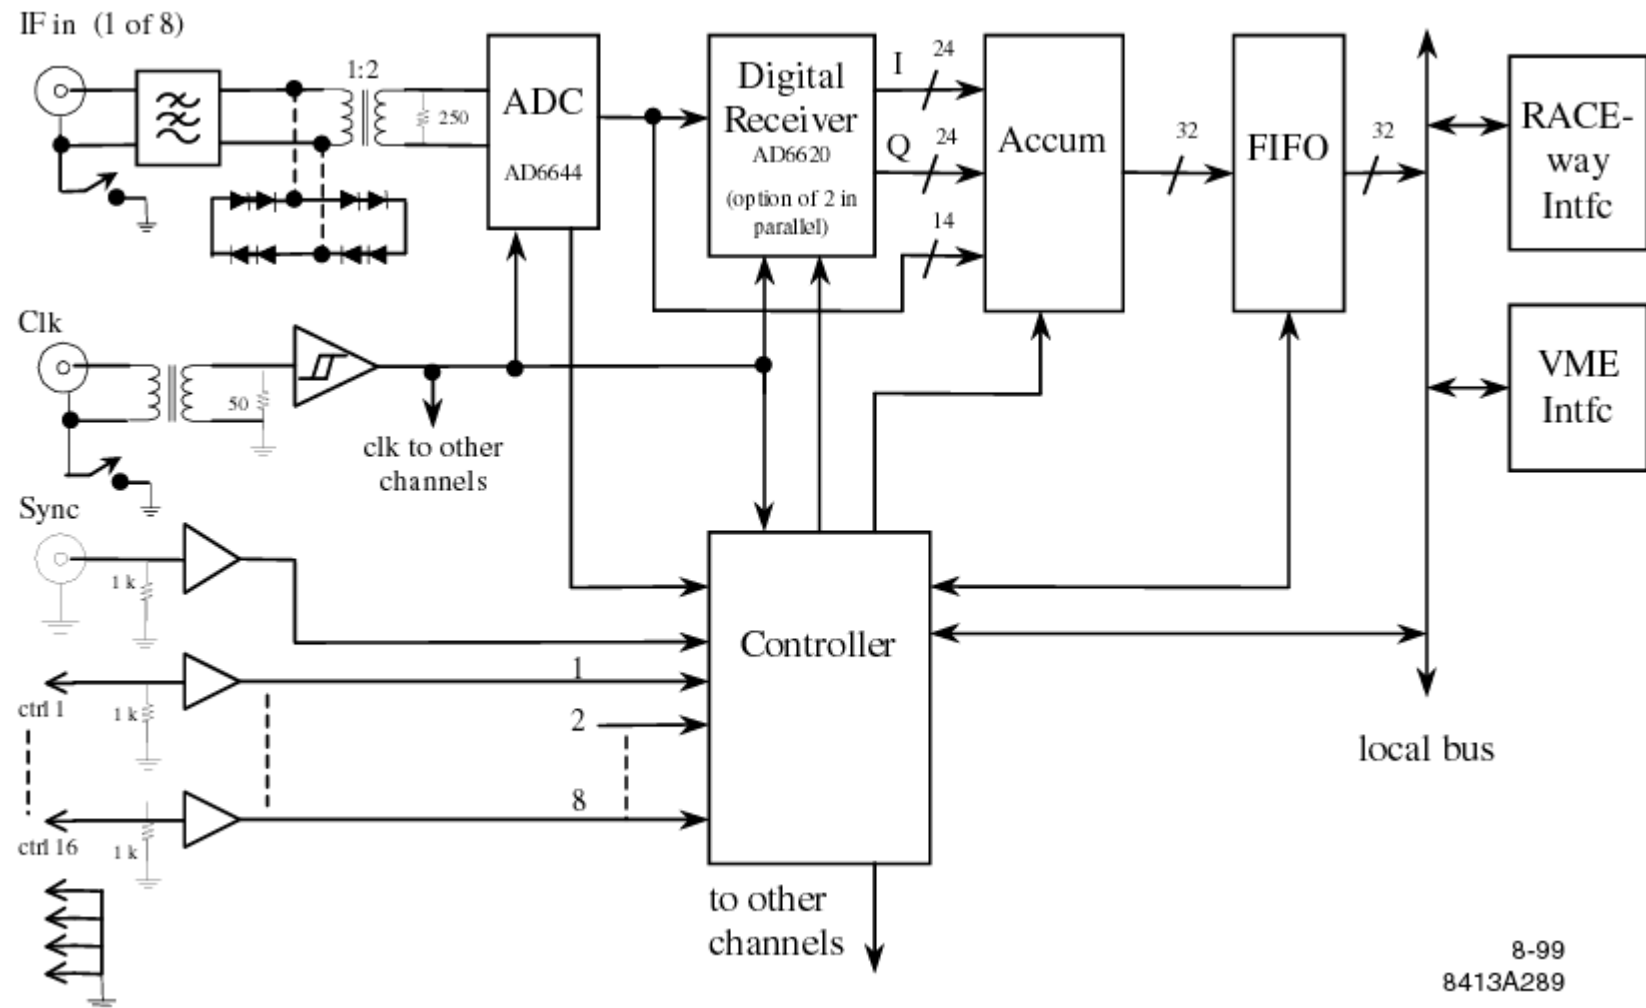 IF in (1 of 8)
1:2
250
ADC
AD6644
Digital
Receiver
AD6620
(option of 2 in
parallel)
I
24
Q
24
14
Accum
32
FIFO
32
RACE-
way
Intfc
VME
Intfc
Clk
50
clk to other
channels
Sync
1 k
ctrl 1
1 k
ctrl 16
1 k
1
2
8
Controller
to other
channels
local bus
8-99
8413A289